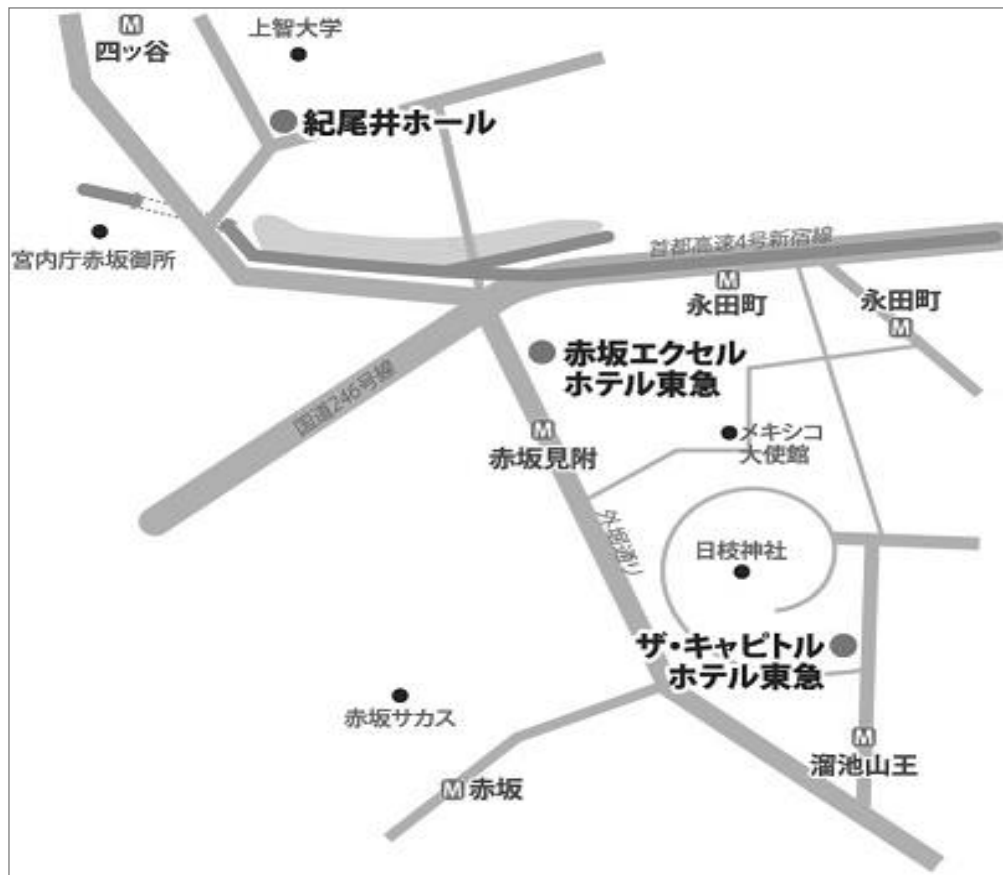 M
四ッ谷
上智大学
紀尾井ホール
宮内庁赤坂御所
首都高速4号新宿線
M
永田町
永田町
M
赤坂エクセル
ホテル東急
国道246号線
M
赤坂見附
メキシコ
大使館
外堀通り
日枝神社
ザ・キャピトル
ホテル東急
赤坂サカス
M
溜池山王
M 赤坂